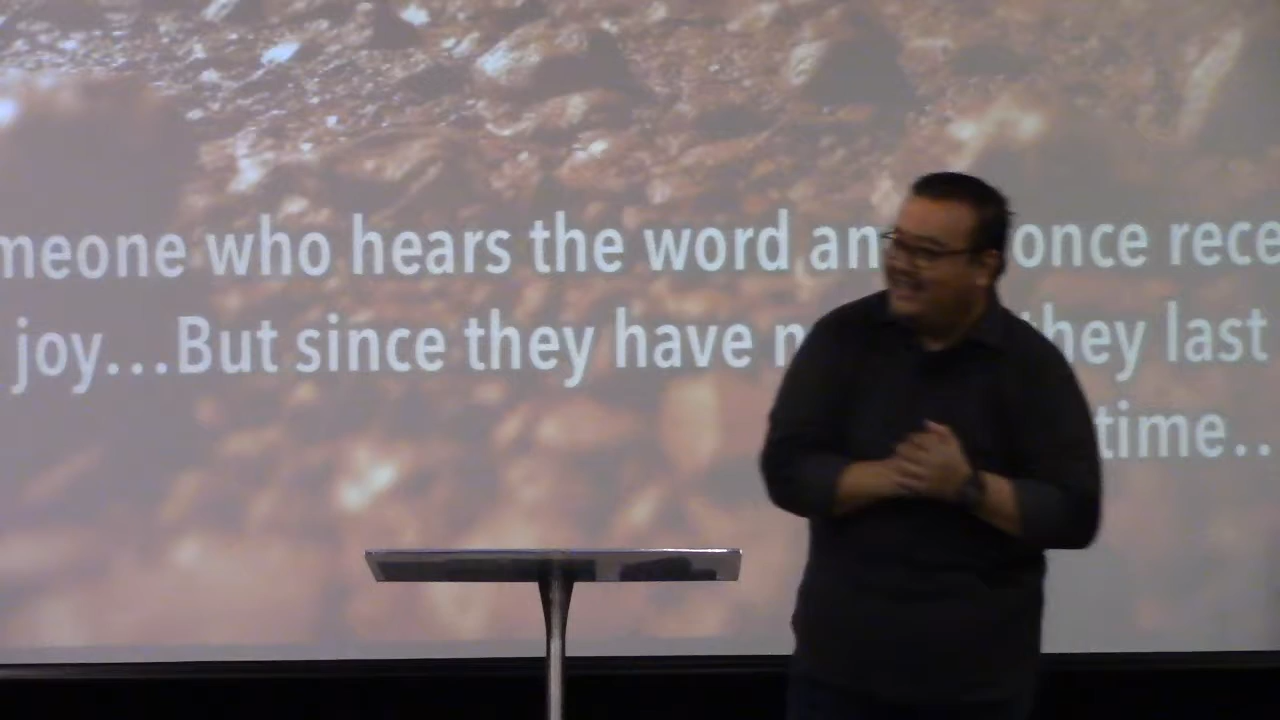 meone who hears the word an once rece
joy...But since they have n they last
time..